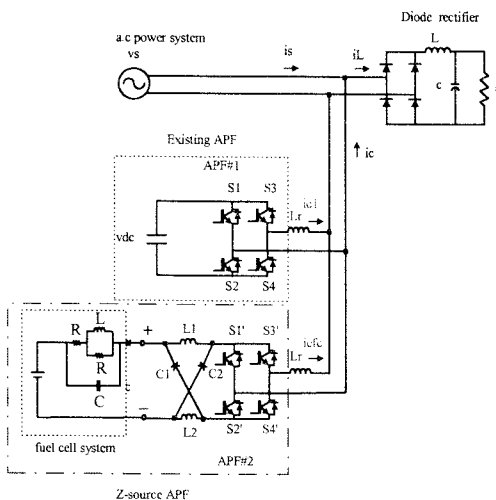 Diode rectifier
a.c power system
vs
is
iL
L
c
ic
Existing APF
APF#1
S1
S3
vdc
Lr
ic1
S2
S4
L
R
R
C
+
L1
C1
C2
S1'
S3'
Lr
icfc
−
L2
S2'
S4'
fuel cell system
APF#2
Z-source APF